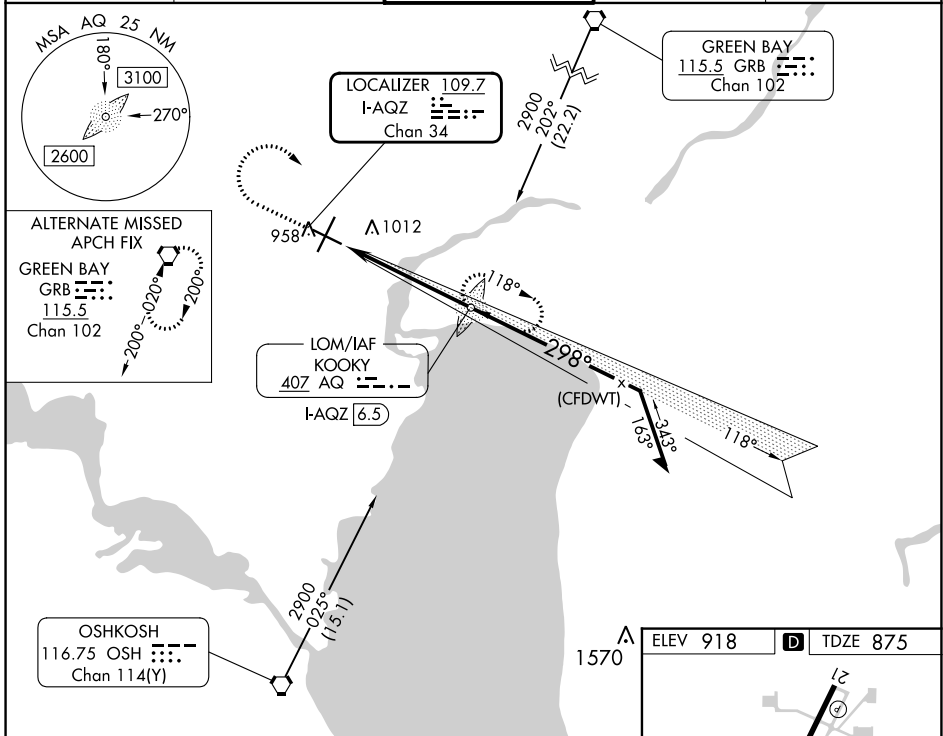 MSA AQ 25 NM
180°
3100
270°
2600
LOCALIZER 109.7
I-AQZ
Chan 34
2900
202°
(22.2)
GREEN BAY
115.5 GRB
Chan 102
958
1012
ALTERNATE MISSED
APCH FIX
GREEN BAY
GRB
115.5
Chan 102
020°
200°
200°
118°
LOM/IAF
KOOKY
407 AQ
I-AQZ 6.5
298°
(CFDWT)
x
343°
163°
118°
2900
025°
(15.1)
OSHKOSH
116.75 OSH
Chan 114(Y)
1570
ELEV 918 D TDZE 875
21
P